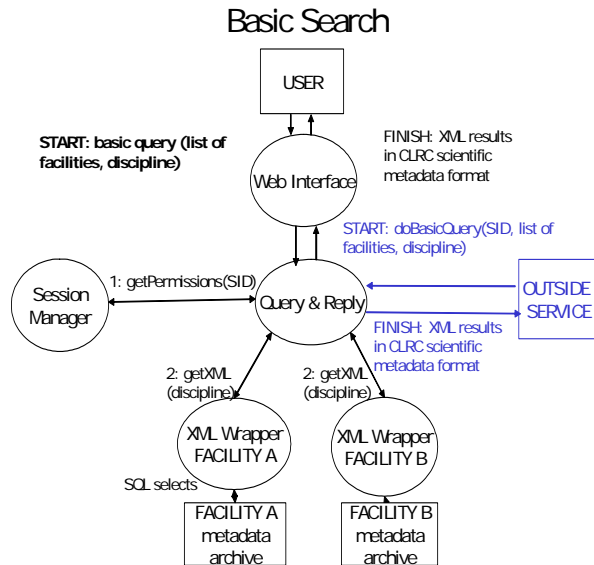 Basic Search
USER
START: basic query (list of
facilities, discipline)
FINISH: XML results
in CLRC scientific
metadata format
Web Interface
START: doBasicQuery(SID, list of
facilities, discipline)
1: getPermissions(SID)
Session
Manager
Query & Reply
OUTSIDE
SERVICE
FINISH: XML results
in CLRC scientific
metadata format
2: getXML
(discipline)
2: getXML
(discipline)
XML Wrapper
FACILITY A
XML Wrapper
FACILITY B
SQL selects
FACILITY A
metadata
archive
FACILITY B
metadata
archive